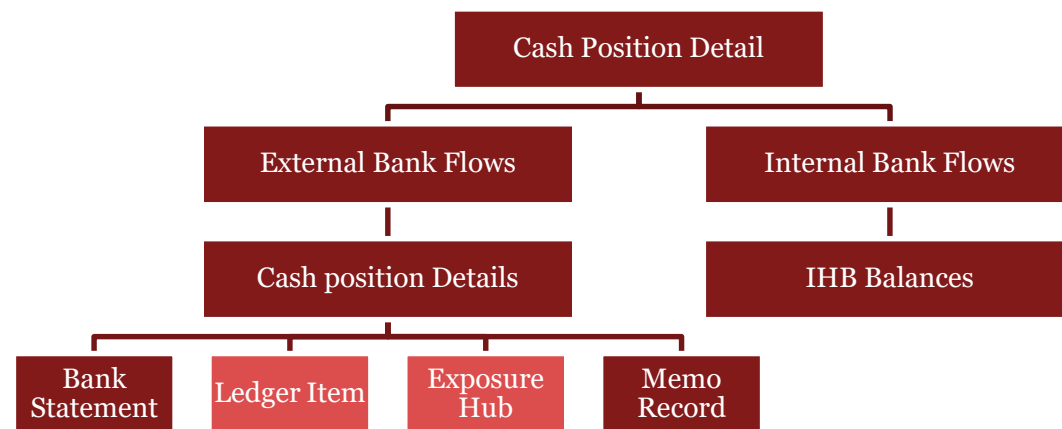 Cash Position Detail
External Bank Flows
Internal Bank Flows
Cash position Details
IHB Balances
Bank
Statement
Ledger Item
Exposure
Hub
Memo
Record